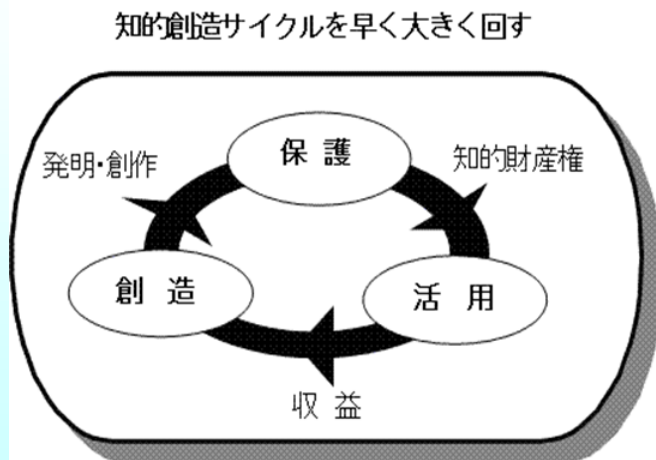 知的創造サイクルを早く大きく回す
保 護
発明・創作
知的財産権
創 造
活 用
収 益